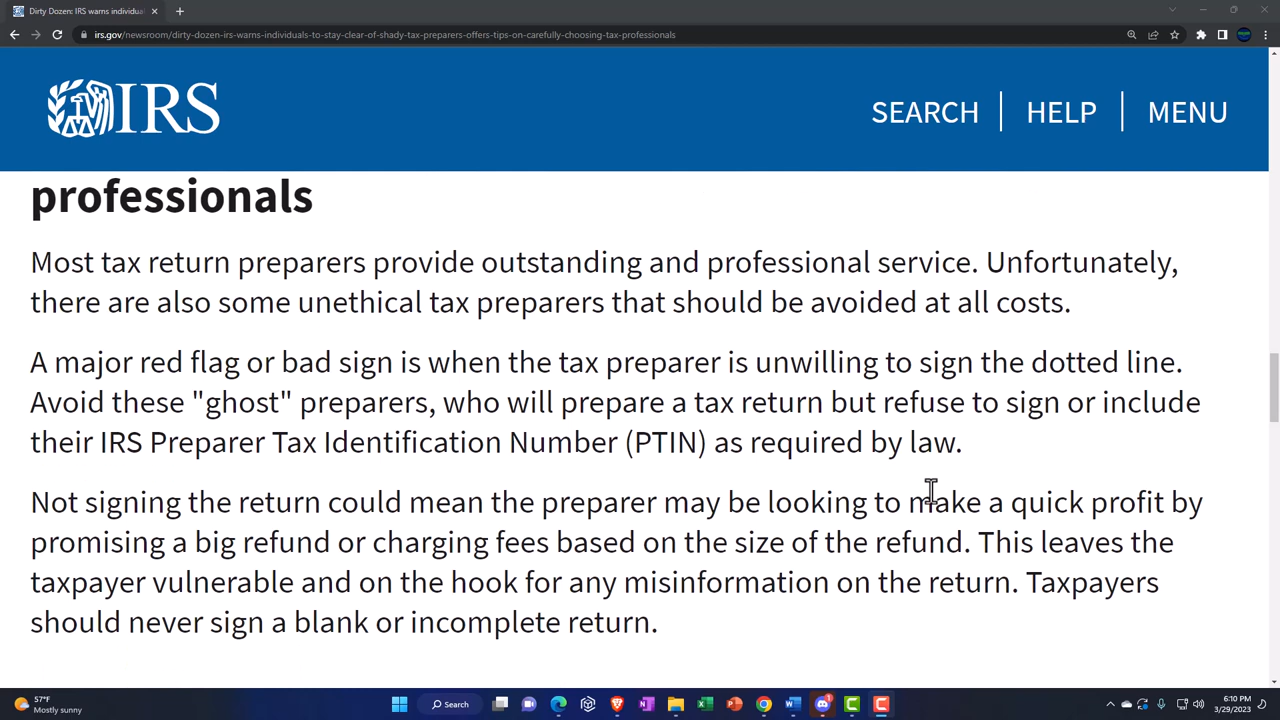 Dirty Dozen: IRS warns individual
irs.gov/newsroom/dirty-dozen-irs-warns-individuals-to-stay-clear-of-shady-tax-preparers-offers-tips-on-carefully-choosing-tax-professionals
IRS
SEARCH
HELP
MENU
professionals
Most tax return preparers provide outstanding and professional service. Unfortunately,
there are also some unethical tax preparers that should be avoided at all costs.
A major red flag or bad sign is when the tax preparer is unwilling to sign the dotted line.
Avoid these "ghost" preparers, who will prepare a tax return but refuse to sign or include
their IRS Preparer Tax Identification Number (PTIN) as required by law.
Not signing the return could mean the preparer may be looking to make a quick profit by
promising a big refund or charging fees based on the size of the refund. This leaves the
taxpayer vulnerable and on the hook for any misinformation on the return. Taxpayers
should never sign a blank or incomplete return.
57°F
Mostly sunny
Search
1
6:10 PM
3/29/2023